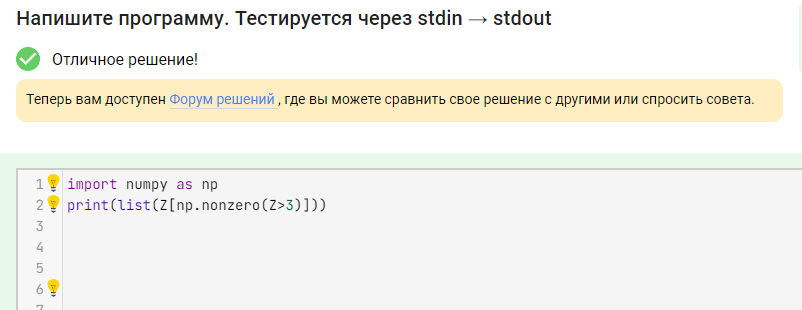 Напишите программу. Тестируется через stdin → stdout
Отличное решение!
Теперь вам доступен Форум решений , где вы можете сравнить свое решение с другими или спросить совета.
1 import numpy as np
2 print(list(Z[np.nonzero(Z>3)]))
3
4
5
6
7